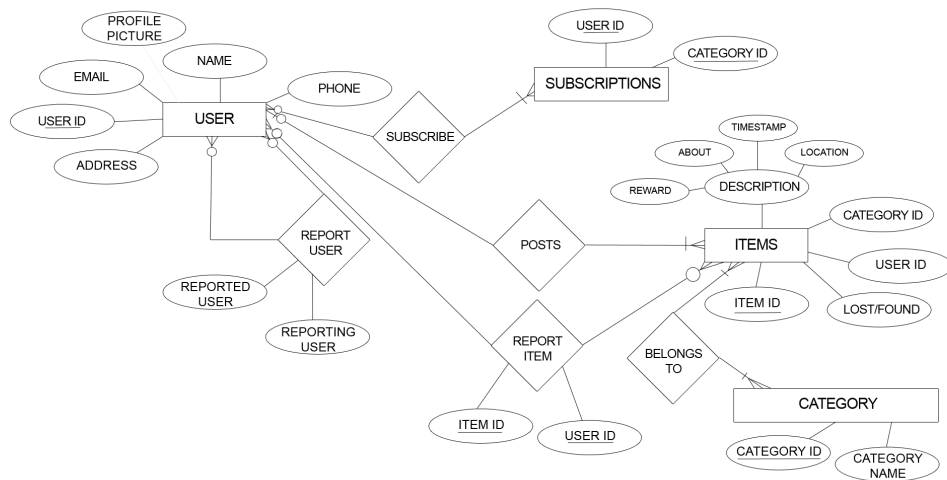 PROFILE
PICTURE
NAME
EMAIL
PHONE
USER ID
USER
ADDRESS
SUBSCRIBE
USER ID
CATEGORY ID
SUBSCRIPTIONS
TIMESTAMP
ABOUT
LOCATION
REWARD
DESCRIPTION
CATEGORY ID
ITEMS
USER ID
ITEM ID
LOST/FOUND
POSTS
REPORT
USER
REPORTED
USER
REPORTING
USER
REPORT
ITEM
ITEM ID
USER ID
BELONGS
TO
CATEGORY
CATEGORY ID
CATEGORY
NAME